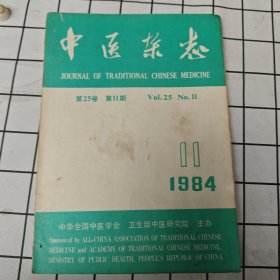 中医杂志
JOURNAL OF TRADITIONAL CHINESE MEDICINE
第25卷 第11期 Vol. 25 No. 11
11
1984
中华全国中医学会 卫生部中医研究院 主办
Sponsored by ALL-CHINA ASSOCIATION OF TRADITIONAL CHINESE
MEDICINE and ACADEMY OF TRADITIONAL CHINESE MEDICINE,
MINISTRY OF PUBLIC HEALTH, PEOPLE'S REPUBLIC OF CHINA